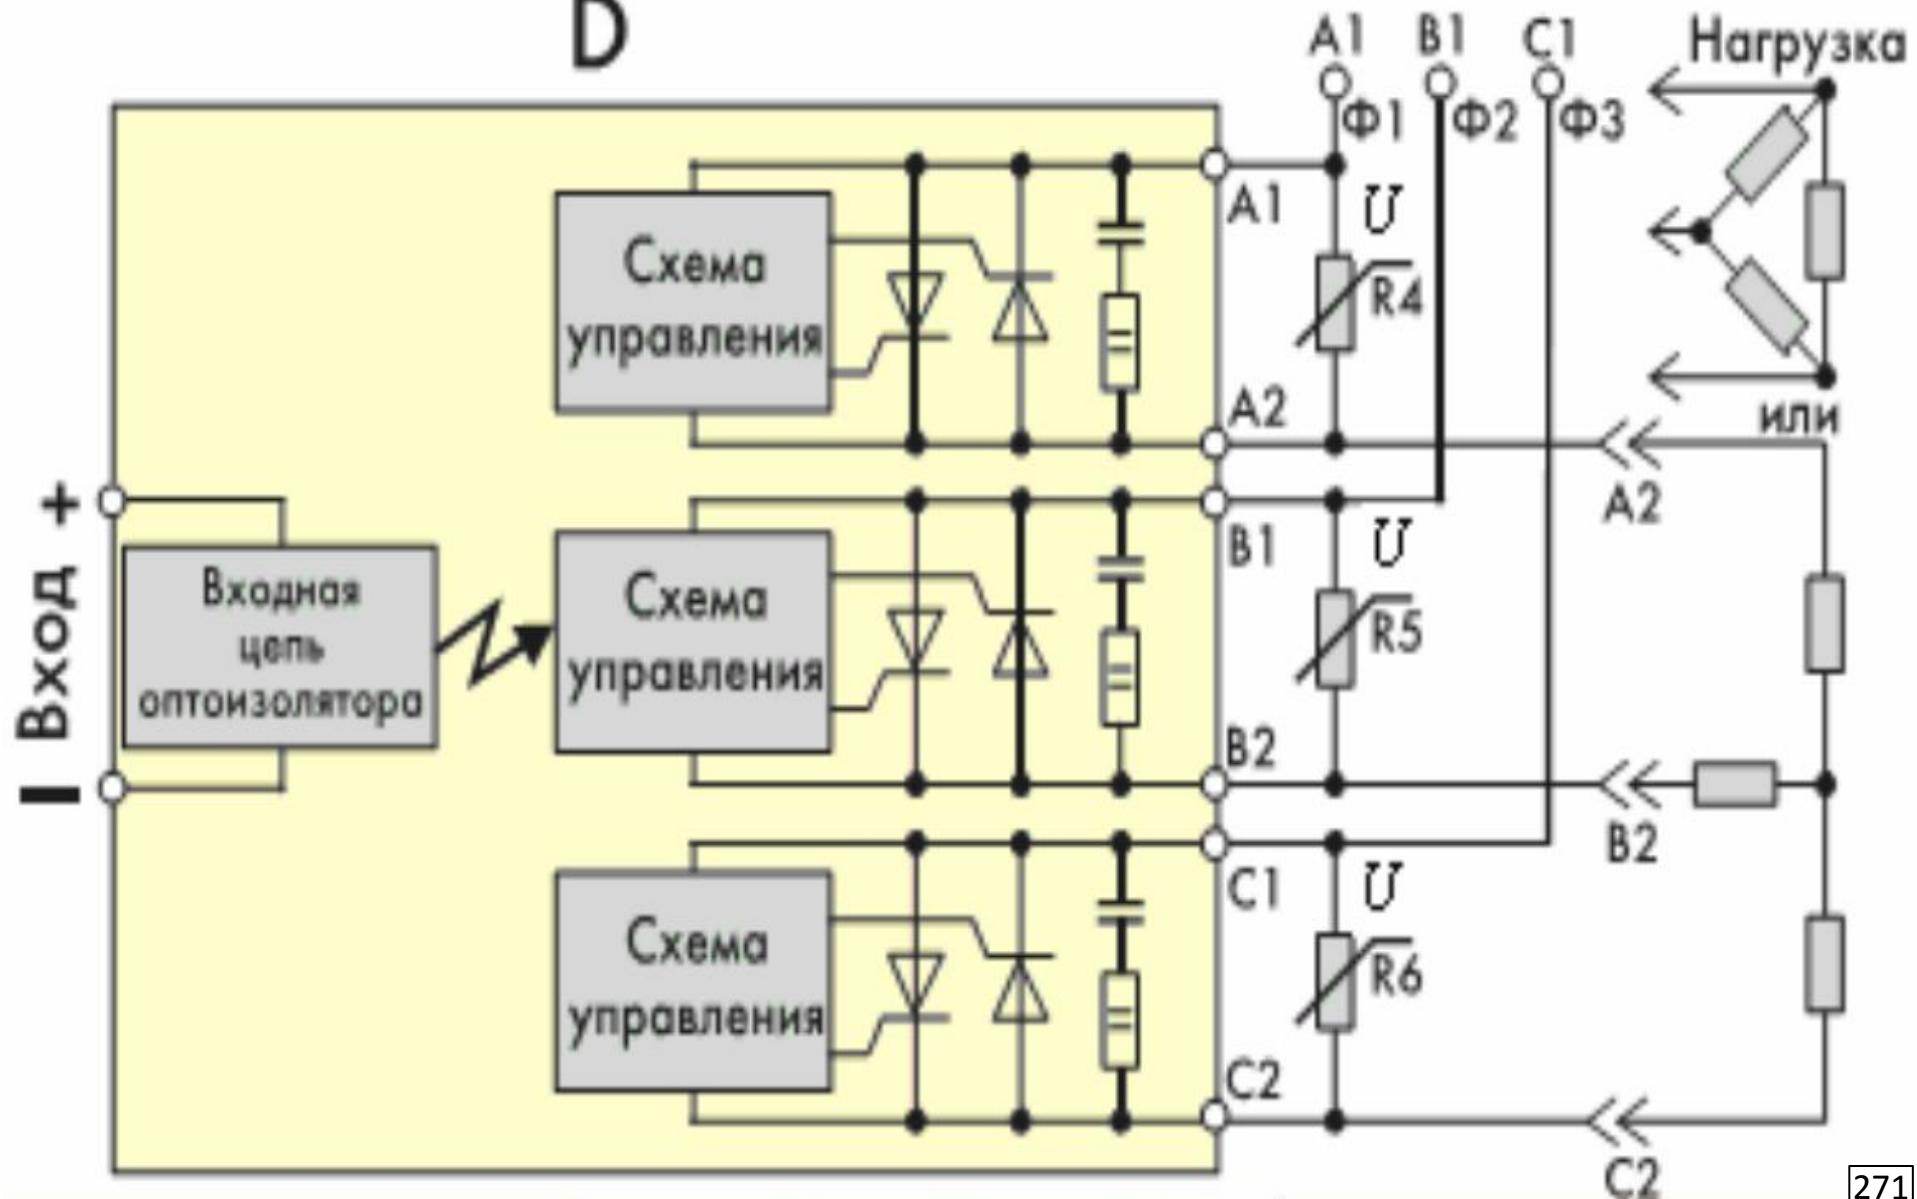 D
A1 B1 C1 Нагрузка
Ф1 Ф2 Ф3
Схема
управления
A1
U
R4
A2
или
A2
+
Вход
Входная
цепь
оптоизолятора
Схема
управления
B1
U
R5
B2
B2
Схема
управления
C1
U
R6
C2
C2
271